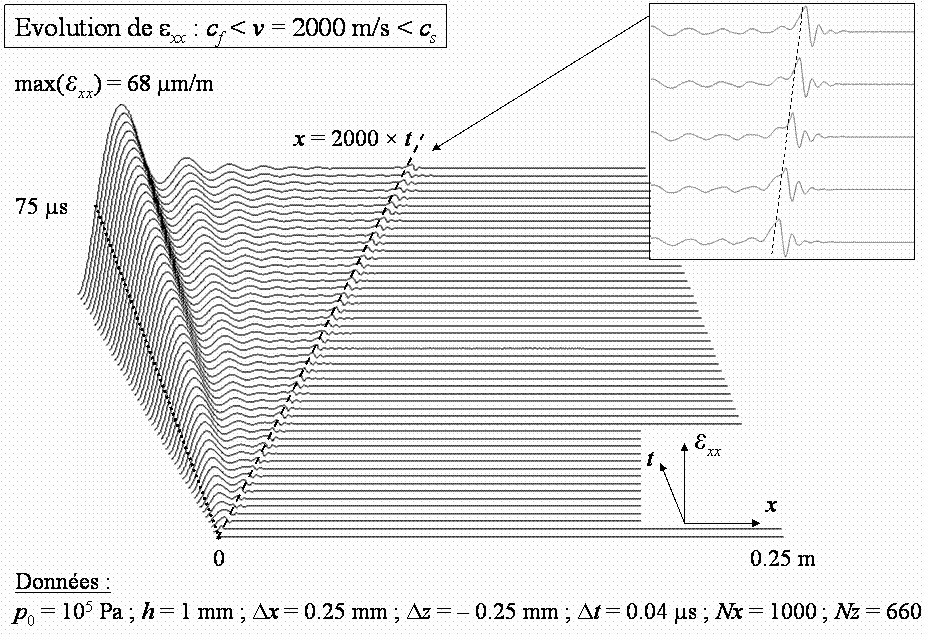 Evolution de εxx : cf < v = 2000 m/s < cs
max(εxx) = 68 µm/m
x = 2000 × t
75 µs
εxx
t
x
0
0.25 m
Données :
p0 = 10⁵ Pa ; h = 1 mm ; Δx = 0.25 mm ; Δz = – 0.25 mm ; Δt = 0.04 µs ; Nx = 1000 ; Nz = 660